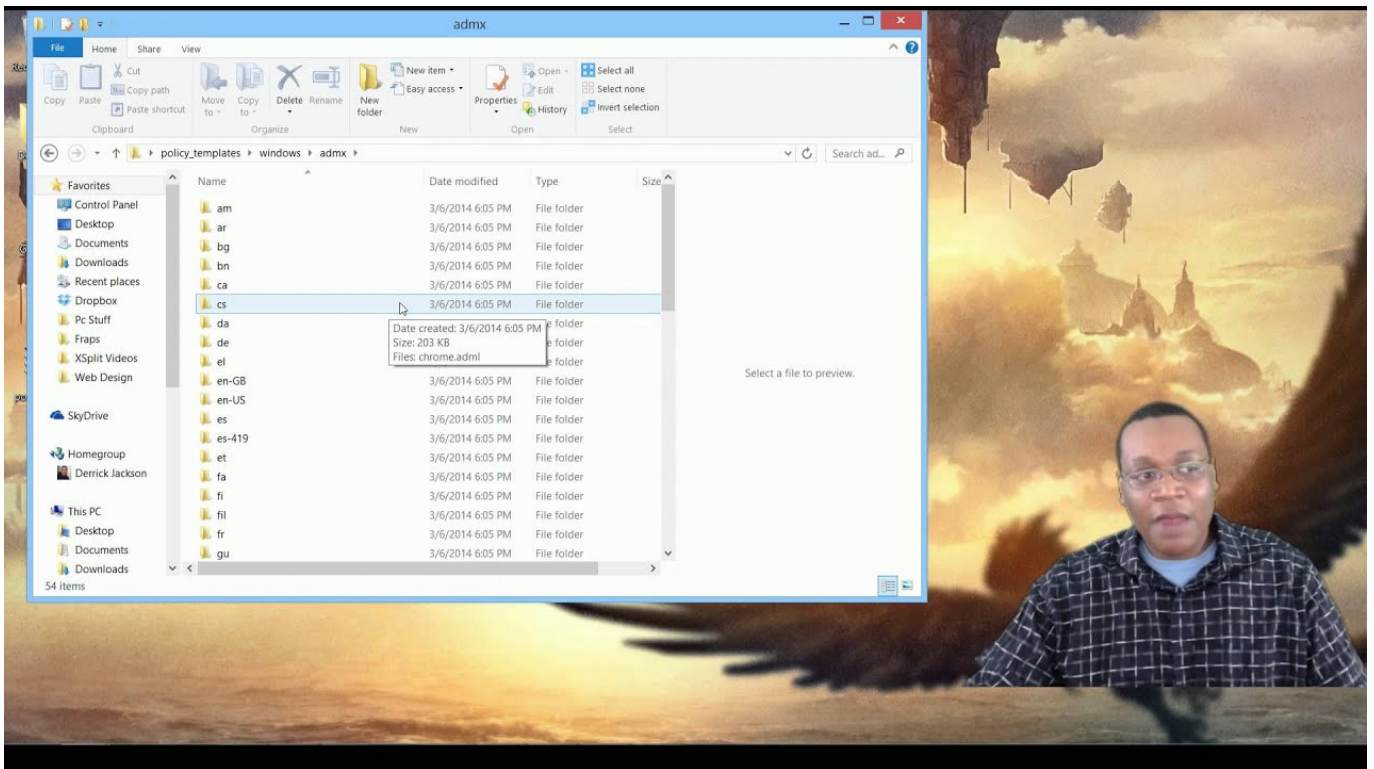 admx
File Home Share View
Copy Paste Cut
Copy path
Paste shortcut
Move to Copy to Delete Rename New folder
New item
Easy access
Properties Open
Edit
History
Select all
Select none
Invert selection
Clipboard Organize New Open Select
policy_templates windows admx Search ad...
Favorites
Control Panel
Desktop
Documents
Downloads
Recent places
Dropbox
Pc Stuff
Fraps
XSplit Videos
Web Design
SkyDrive
Homegroup
Derrick Jackson
This PC
Desktop
Documents
Downloads
Name Date modified Type Size
am 3/6/2014 6:05 PM File folder
ar 3/6/2014 6:05 PM File folder
bg 3/6/2014 6:05 PM File folder
bn 3/6/2014 6:05 PM File folder
ca 3/6/2014 6:05 PM File folder
cs 3/6/2014 6:05 PM File folder
da folder
de folder
el folder
Date created: 3/6/2014 6:05 PM
Size: 203 KB
Files: chrome.adml
en-GB 3/6/2014 6:05 PM File folder
en-US 3/6/2014 6:05 PM File folder
es 3/6/2014 6:05 PM File folder
es-419 3/6/2014 6:05 PM File folder
et 3/6/2014 6:05 PM File folder
fa 3/6/2014 6:05 PM File folder
fi 3/6/2014 6:05 PM File folder
fil 3/6/2014 6:05 PM File folder
fr 3/6/2014 6:05 PM File folder
gu 3/6/2014 6:05 PM File folder
Select a file to preview.
54 items